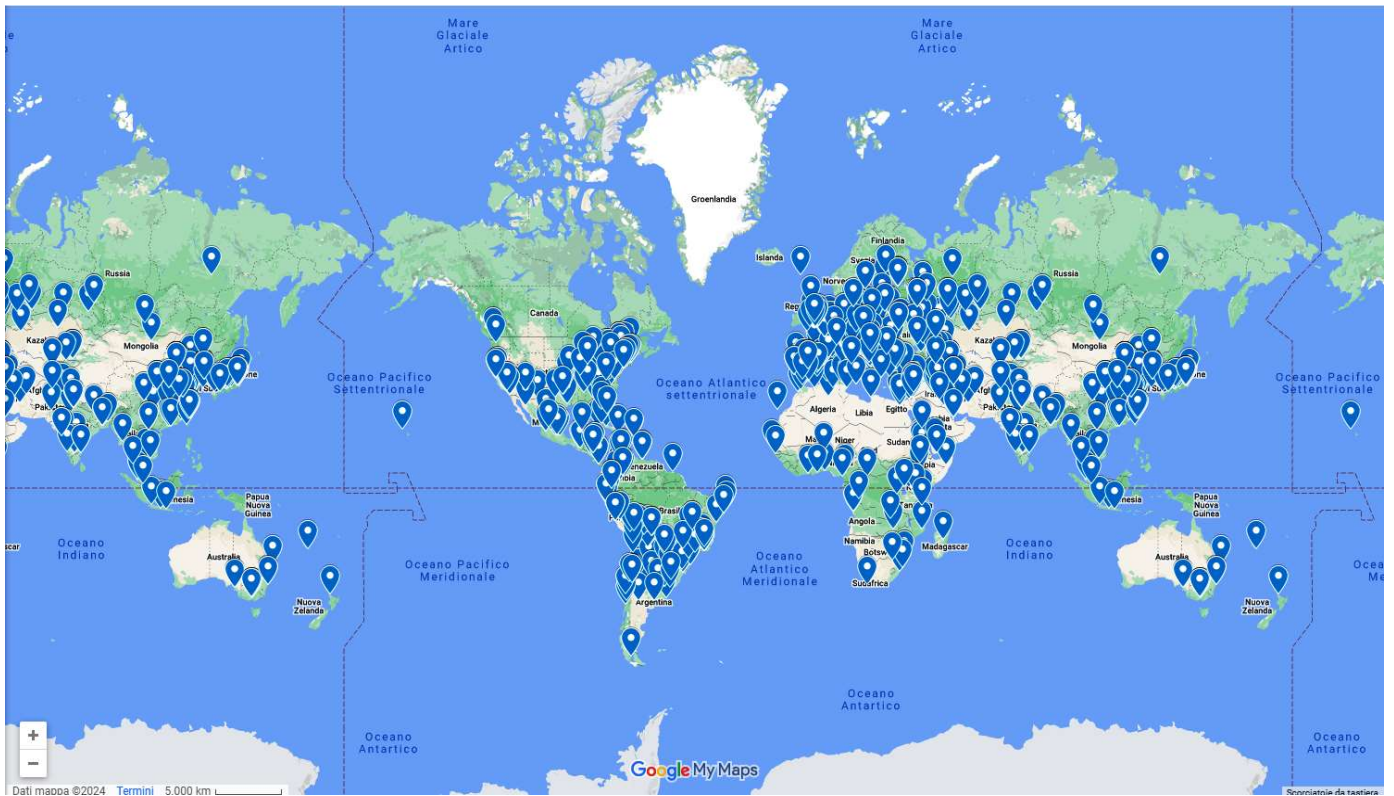 Mare
Glaciale
Artico
Mare
Glaciale
Artico
Groenlandia
Islanda
Finlandia
Russia
Russia
Canada
Mongolia
Mongolia
Oceano Pacifico
Settentrionale
Oceano Atlantico
settentrionale
Oceano Pacifico
Settentrionale
Algeria
Libia
Egitto
Niger
Sudan
Papua
Nuova
Guinea
Papua
Nuova
Guinea
Angola
Namibia
Madagascar
Sudafrica
Oceano
Indiano
Oceano
Indiano
Australia
Australia
Oceano Pacifico
Meridionale
Oceano
Atlantico
Meridionale
Nuova
Zelanda
Nuova
Zelanda
Argentina
Oceano
Antartico
Oceano
Antartico
Oceano
Antartico
+
−
Google My Maps
Dati mappa ©2024 Termini 5.000 km
Scorciatoie da tastiera